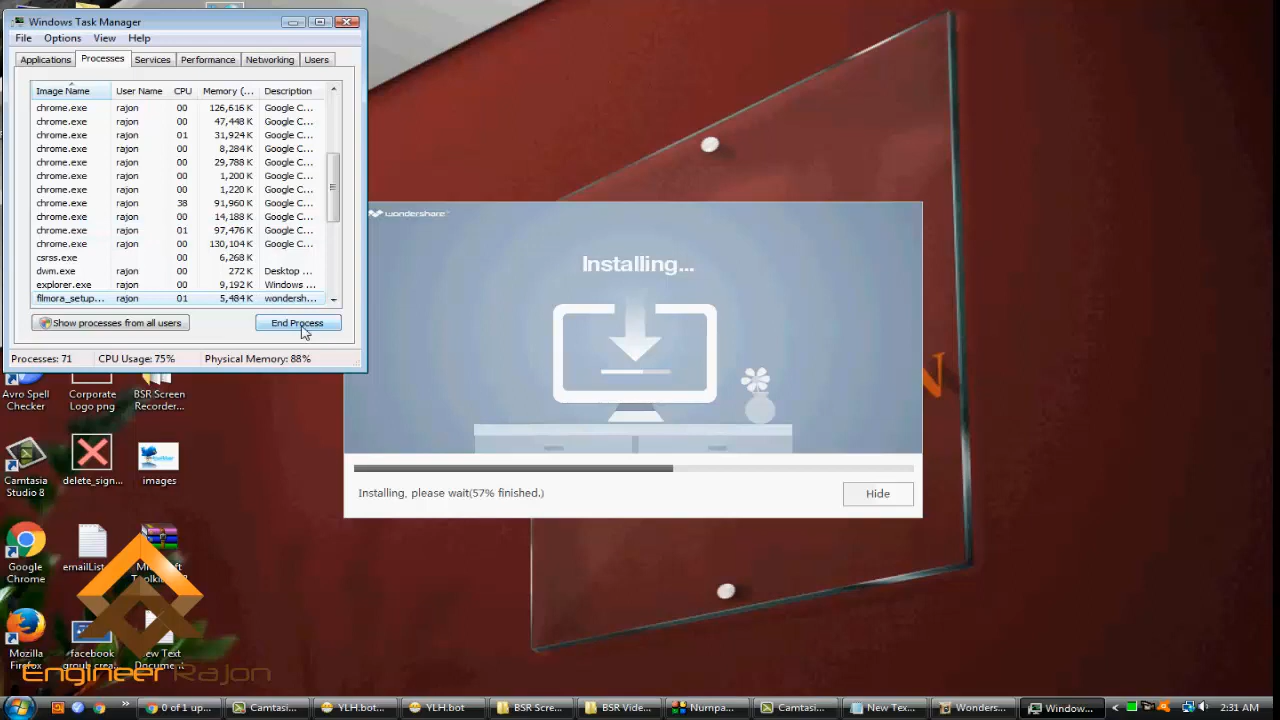 Windows Task Manager
File Options View Help
Applications Processes Services Performance Networking Users
Image Name User Name CPU Memory (... Description
chrome.exe rajon 00 126,616 K Google C...
chrome.exe rajon 00 47,448 K Google C...
chrome.exe rajon 01 31,924 K Google C...
chrome.exe rajon 00 8,284 K Google C...
chrome.exe rajon 00 29,788 K Google C...
chrome.exe rajon 00 1,200 K Google C...
chrome.exe rajon 00 1,220 K Google C...
chrome.exe rajon 38 91,960 K Google C...
chrome.exe rajon 00 14,188 K Google C...
chrome.exe rajon 01 97,476 K Google C...
chrome.exe rajon 00 130,104 K Google C...
csrss.exe 00 6,268 K
dwm.exe rajon 00 272 K Desktop ...
explorer.exe rajon 00 9,192 K Windows ...
filmora_setup... rajon 01 5,484 K wondersh...
Show processes from all users End Process
Processes: 71 CPU Usage: 75% Physical Memory: 88%
wondershare
Installing...
Installing, please wait(57% finished.)
Hide
Avro Spell Checker
Corporate Logo png
BSR Screen Recorder...
Camtasia Studio 8
delete_sign...
images
Google Chrome
emailList
Mozilla Firefox
facebook
New Text Document
Engineer Rajon
0 of 1 up... Camtasi... YLH.bot... YLH.bot BSR Scre... BSR Vide... Numpa... Camtasi... New Tex... Wonders... Window... 2:31 AM